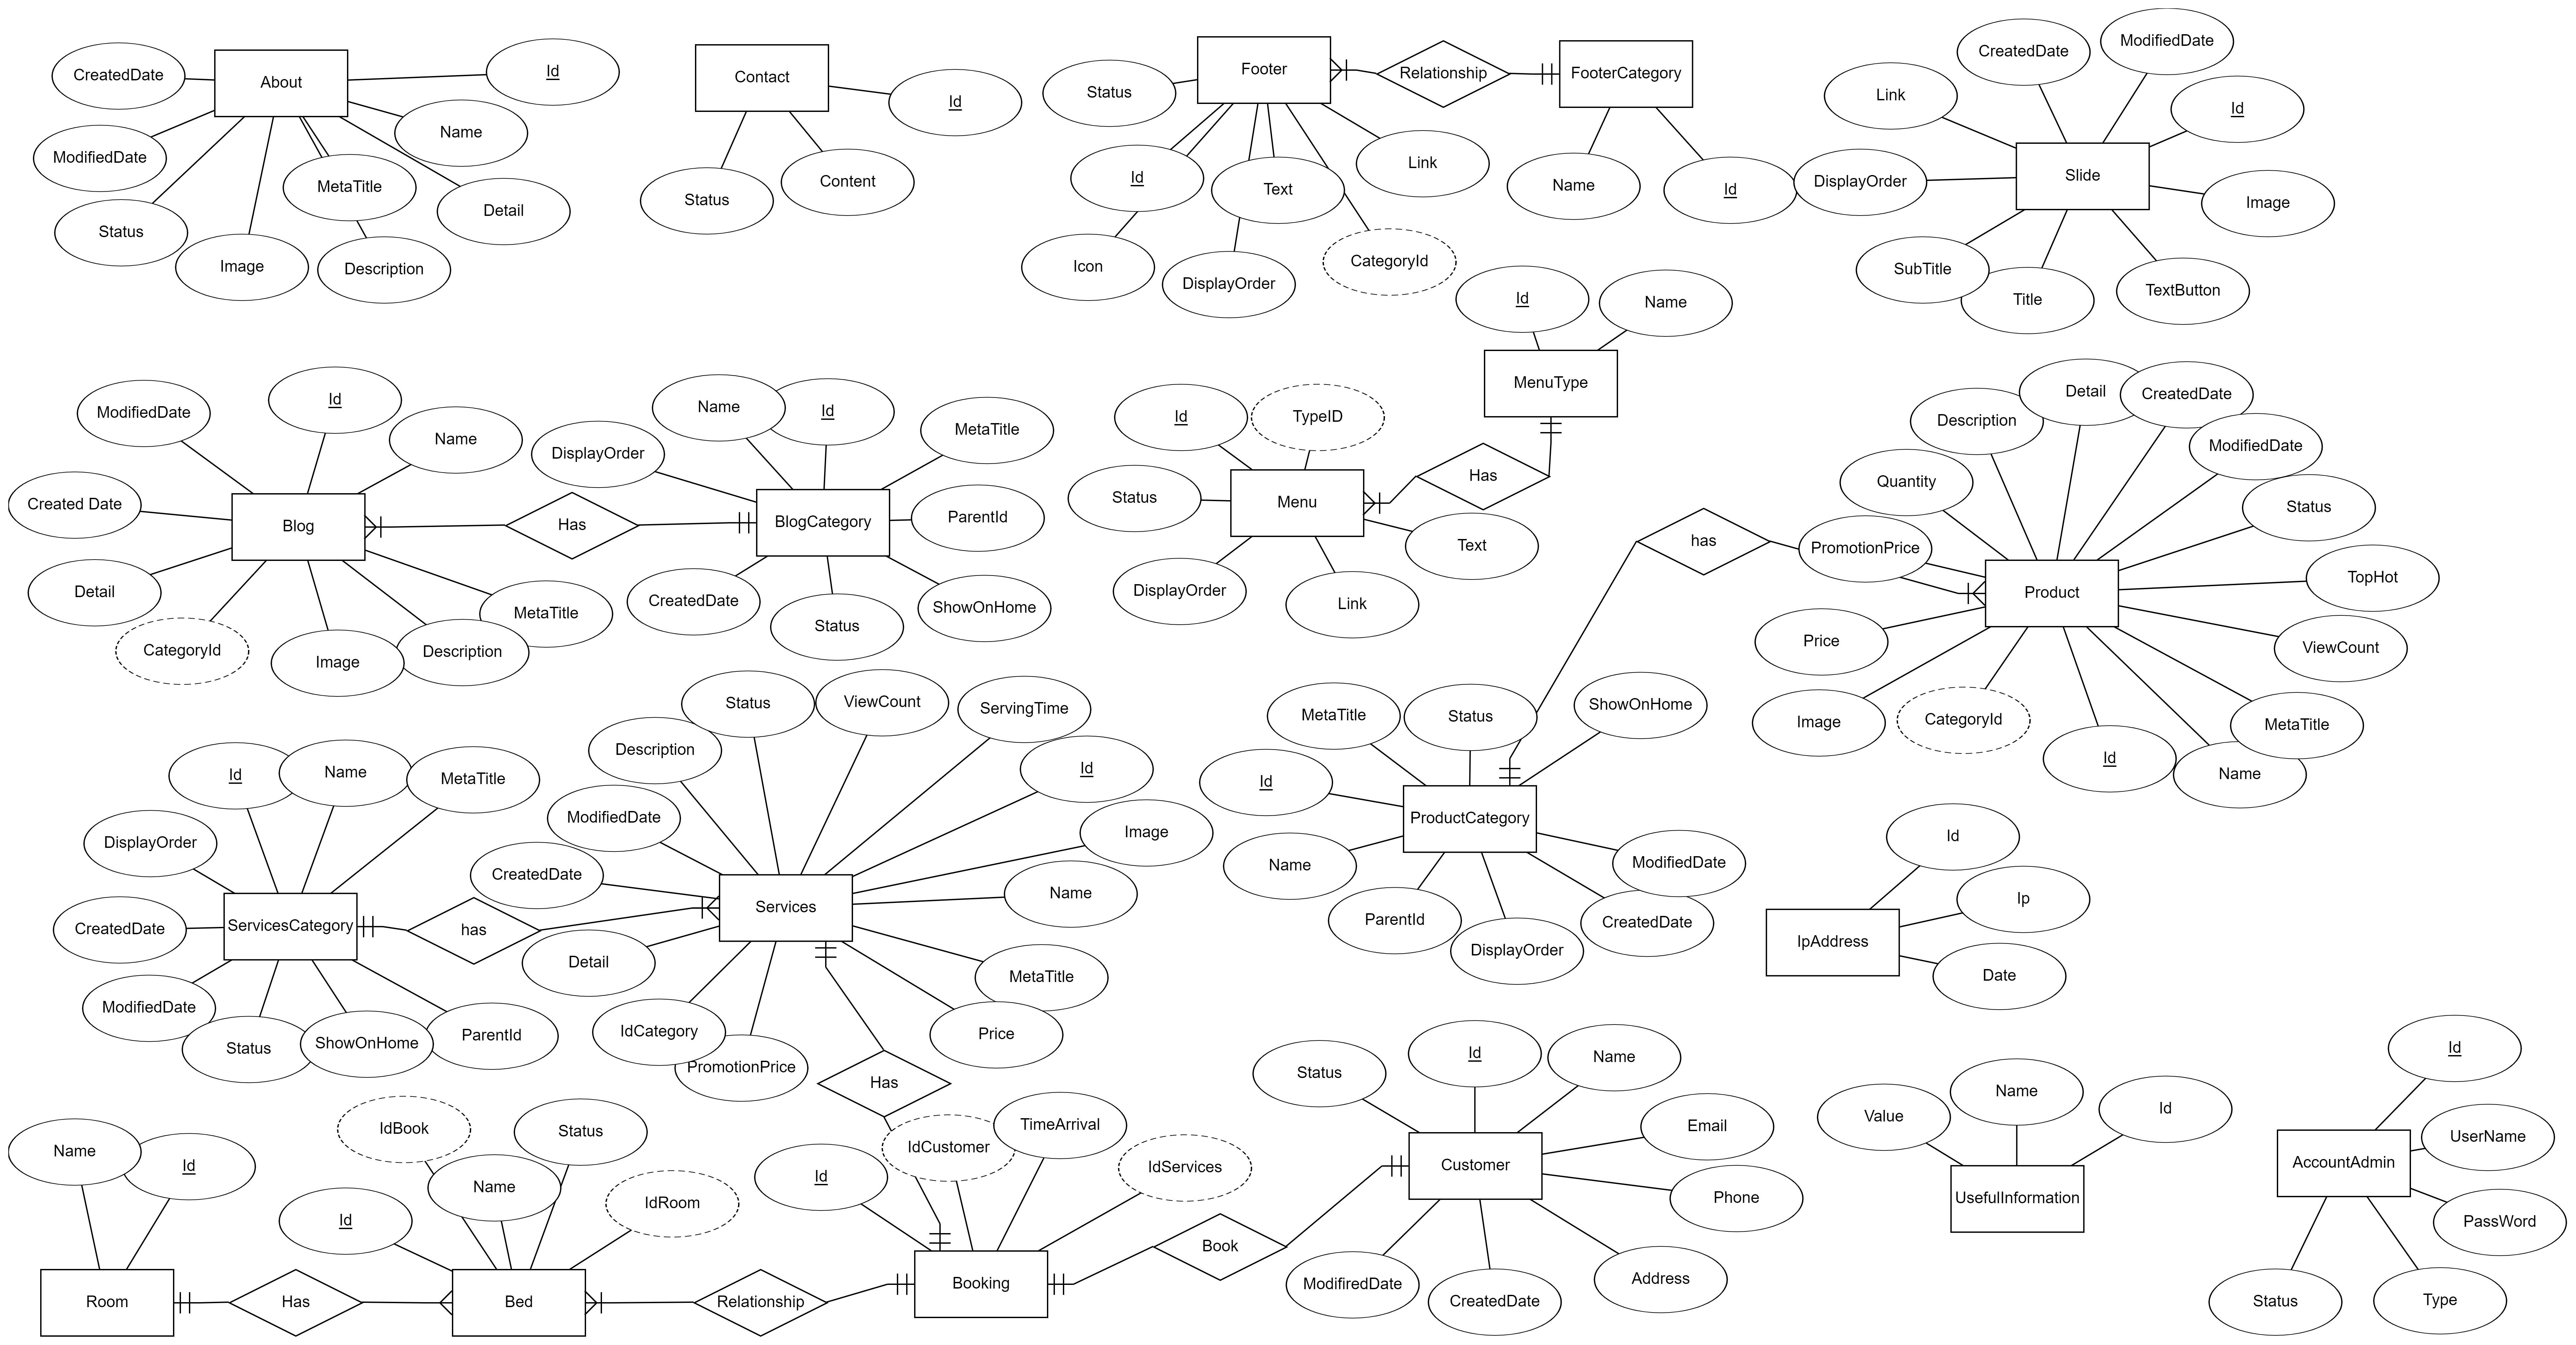 About
CreatedDate
Id
Name
ModifiedDate
MetaTitle
Detail
Status
Image
Description
Contact
Id
Content
Status
Footer
Relationship
FooterCategory
Status
Link
Id
Text
Icon
DisplayOrder
CategoryId
Name
Id
CreatedDate
ModifiedDate
Link
Id
Slide
DisplayOrder
Image
SubTitle
Title
TextButton
Id
Name
MenuType
Id
TypeID
Status
Menu
Has
Text
DisplayOrder
Link
ModifiedDate
Id
Name
Created Date
Blog
Has
Detail
CategoryId
Image
Description
MetaTitle
Name
Id
DisplayOrder
MetaTitle
BlogCategory
ParentId
CreatedDate
Status
ShowOnHome
Detail
CreatedDate
Description
ModifiedDate
Quantity
Status
has
PromotionPrice
Product
TopHot
Price
ViewCount
Image
CategoryId
Id
Name
MetaTitle
MetaTitle
Status
ShowOnHome
Id
ProductCategory
Name
ModifiedDate
ParentId
DisplayOrder
CreatedDate
Id
Name
MetaTitle
DisplayOrder
CreatedDate
ServicesCategory
has
ModifiedDate
Status
ShowOnHome
ParentId
Status
ViewCount
ServingTime
Description
Id
ModifiedDate
Image
CreatedDate
Services
Name
Detail
MetaTitle
IdCategory
PromotionPrice
Price
Has
Id
Ip
IpAddress
Date
Name
Id
Room
Has
IdBook
Status
Name
IdRoom
Id
Bed
Relationship
Id
IdCustomer
TimeArrival
IdServices
Booking
Book
Status
Id
Name
Email
Customer
Phone
ModifiredDate
CreatedDate
Address
Value
Name
Id
UsefulInformation
Id
UserName
AccountAdmin
PassWord
Status
Type